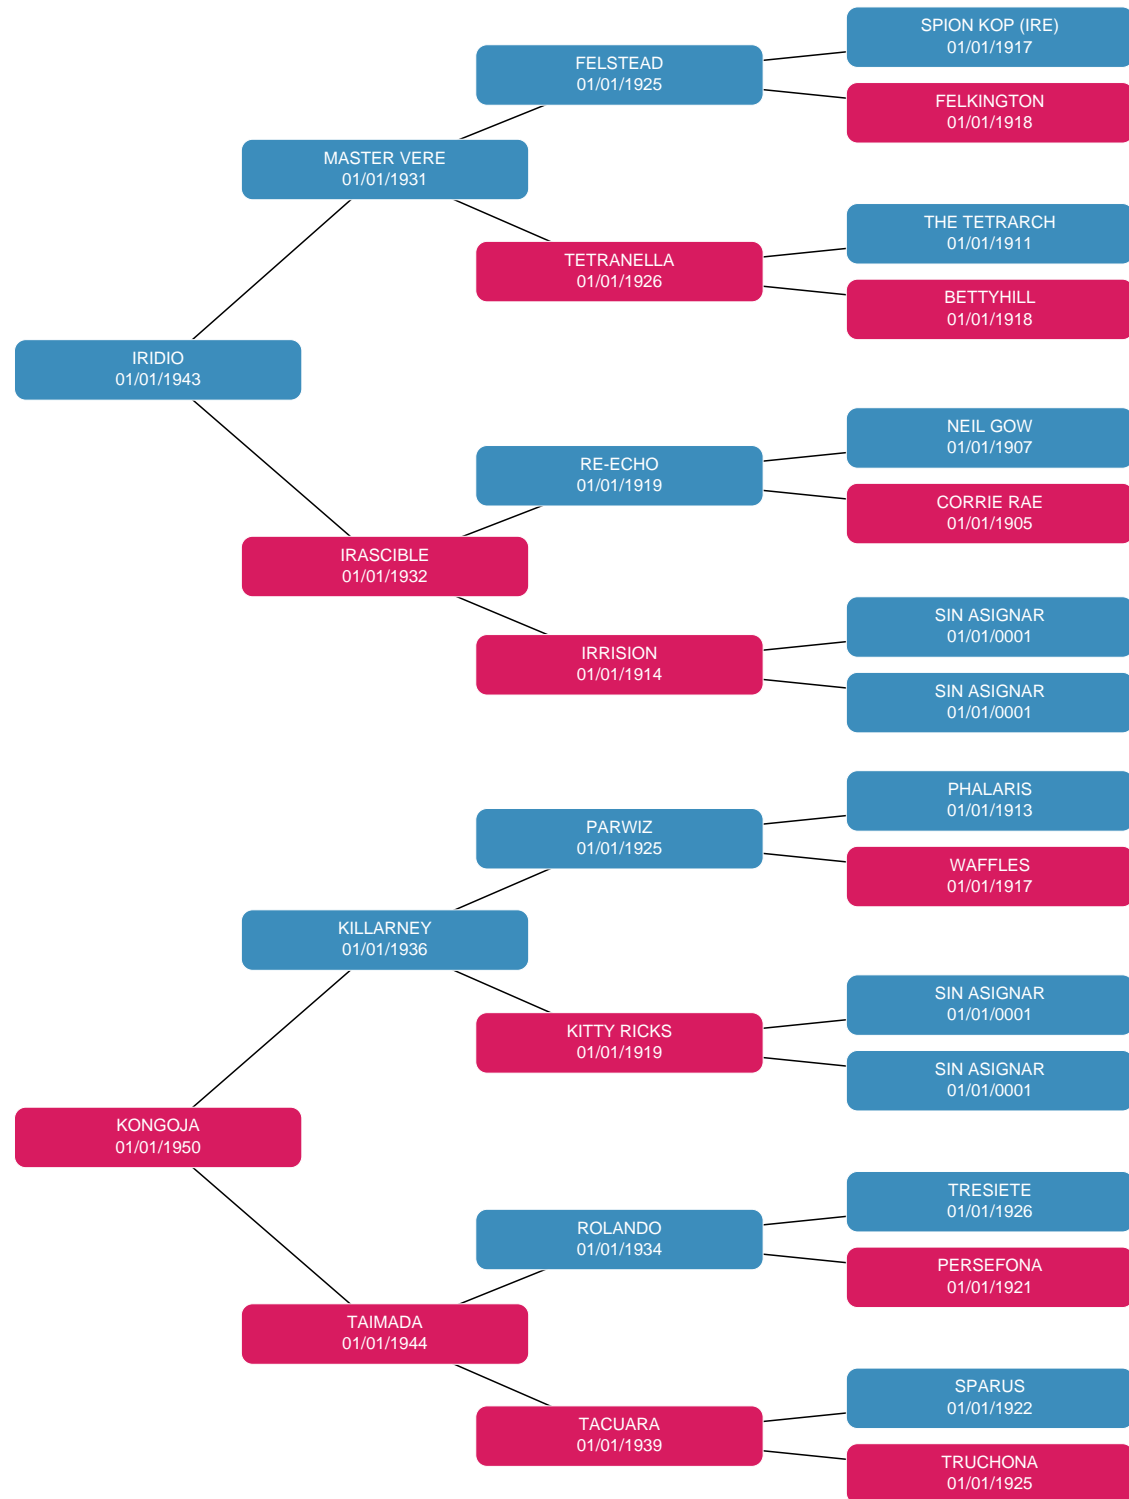 SPION KOP (IRE)
01/01/1917
FELSTEAD
01/01/1925
FELKINGTON
01/01/1918
MASTER VERE
01/01/1931
THE TETRARCH
01/01/1911
TETRANELLA
01/01/1926
BETTYHILL
01/01/1918
IRIDIO
01/01/1943
NEIL GOW
01/01/1907
RE-ECHO
01/01/1919
CORRIE RAE
01/01/1905
IRASCIBLE
01/01/1932
SIN ASIGNAR
01/01/0001
IRRISION
01/01/1914
SIN ASIGNAR
01/01/0001
PHALARIS
01/01/1913
PARWIZ
01/01/1925
WAFFLES
01/01/1917
KILLARNEY
01/01/1936
SIN ASIGNAR
01/01/0001
KITTY RICKS
01/01/1919
SIN ASIGNAR
01/01/0001
KONGOJA
01/01/1950
TRESIETE
01/01/1926
ROLANDO
01/01/1934
PERSEFONA
01/01/1921
TAIMADA
01/01/1944
SPARUS
01/01/1922
TACUARA
01/01/1939
TRUCHONA
01/01/1925